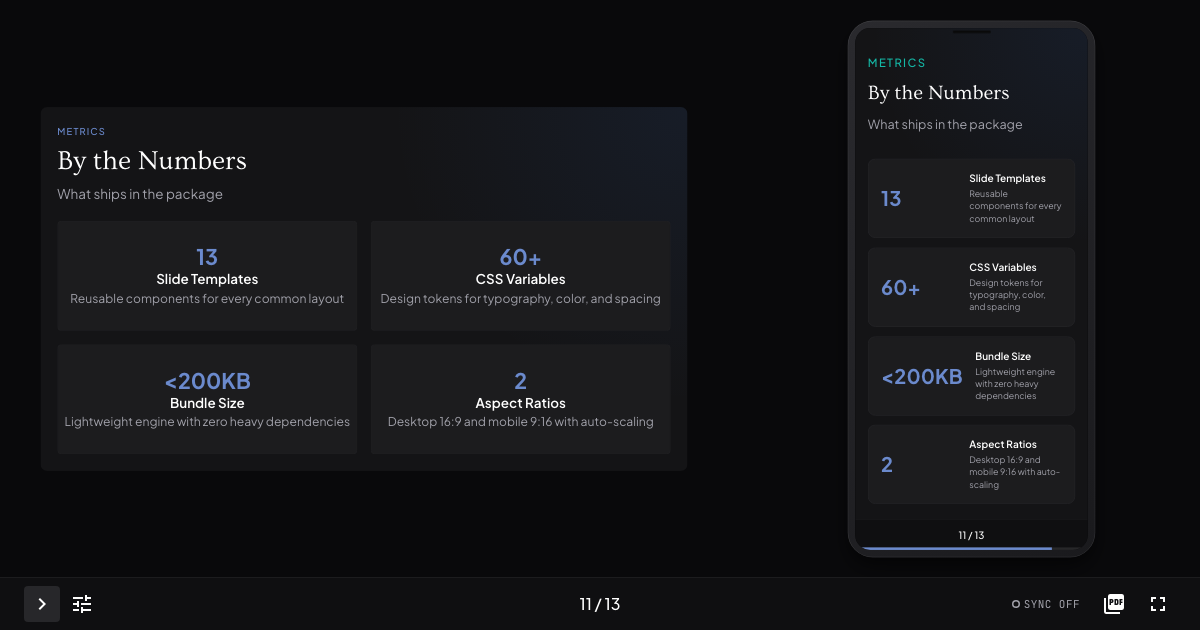 METRICS
By the Numbers
What ships in the package
13
Slide Templates
Reusable components for every common layout
60+
CSS Variables
Design tokens for typography, color, and spacing
<200KB
Bundle Size
Lightweight engine with zero heavy dependencies
2
Aspect Ratios
Desktop 16:9 and mobile 9:16 with auto-scaling
METRICS
By the Numbers
What ships in the package
13
Slide Templates
Reusable
components for every
common layout
60+
CSS Variables
Design tokens for
typography, color,
and spacing
<200KB
Bundle Size
Lightweight engine
with zero heavy
dependencies
2
Aspect Ratios
Desktop 16:9 and
mobile 9:16 with auto-
scaling
11 / 13
11 / 13
SYNC OFF
PDF